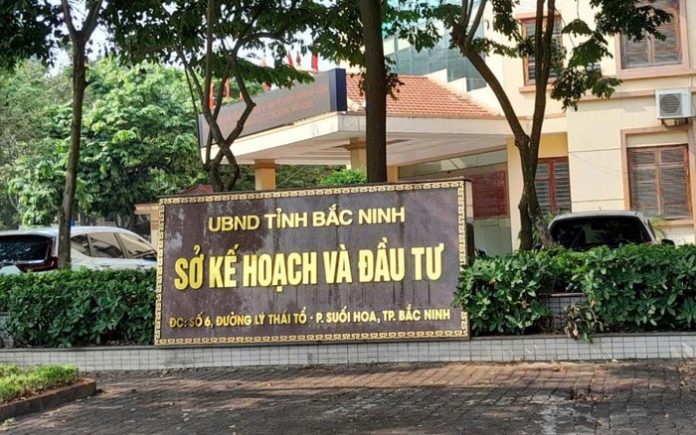 UBND TỈNH BẮC NINH
SỞ KẾ HOẠCH VÀ ĐẦU TƯ
ĐC: SỐ 6, ĐƯỜNG LÝ THÁI TỔ - P. SUỐI HOA, TP. BẮC NINH